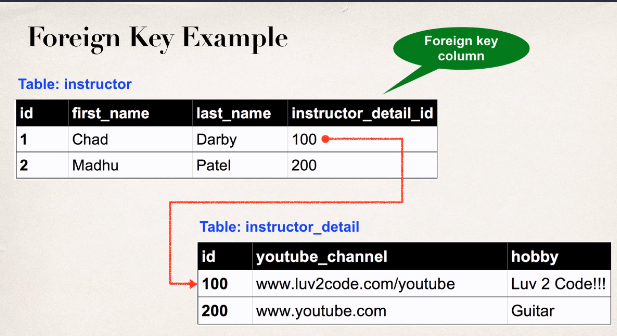 Foreign Key Example
Foreign key
column
Table: instructor
id first_name last_name instructor_detail_id
1 Chad Darby 100
2 Madhu Patel 200
Table: instructor_detail
id youtube_channel hobby
100 www.luv2code.com/youtube Luv 2 Code!!!
200 www.youtube.com Guitar